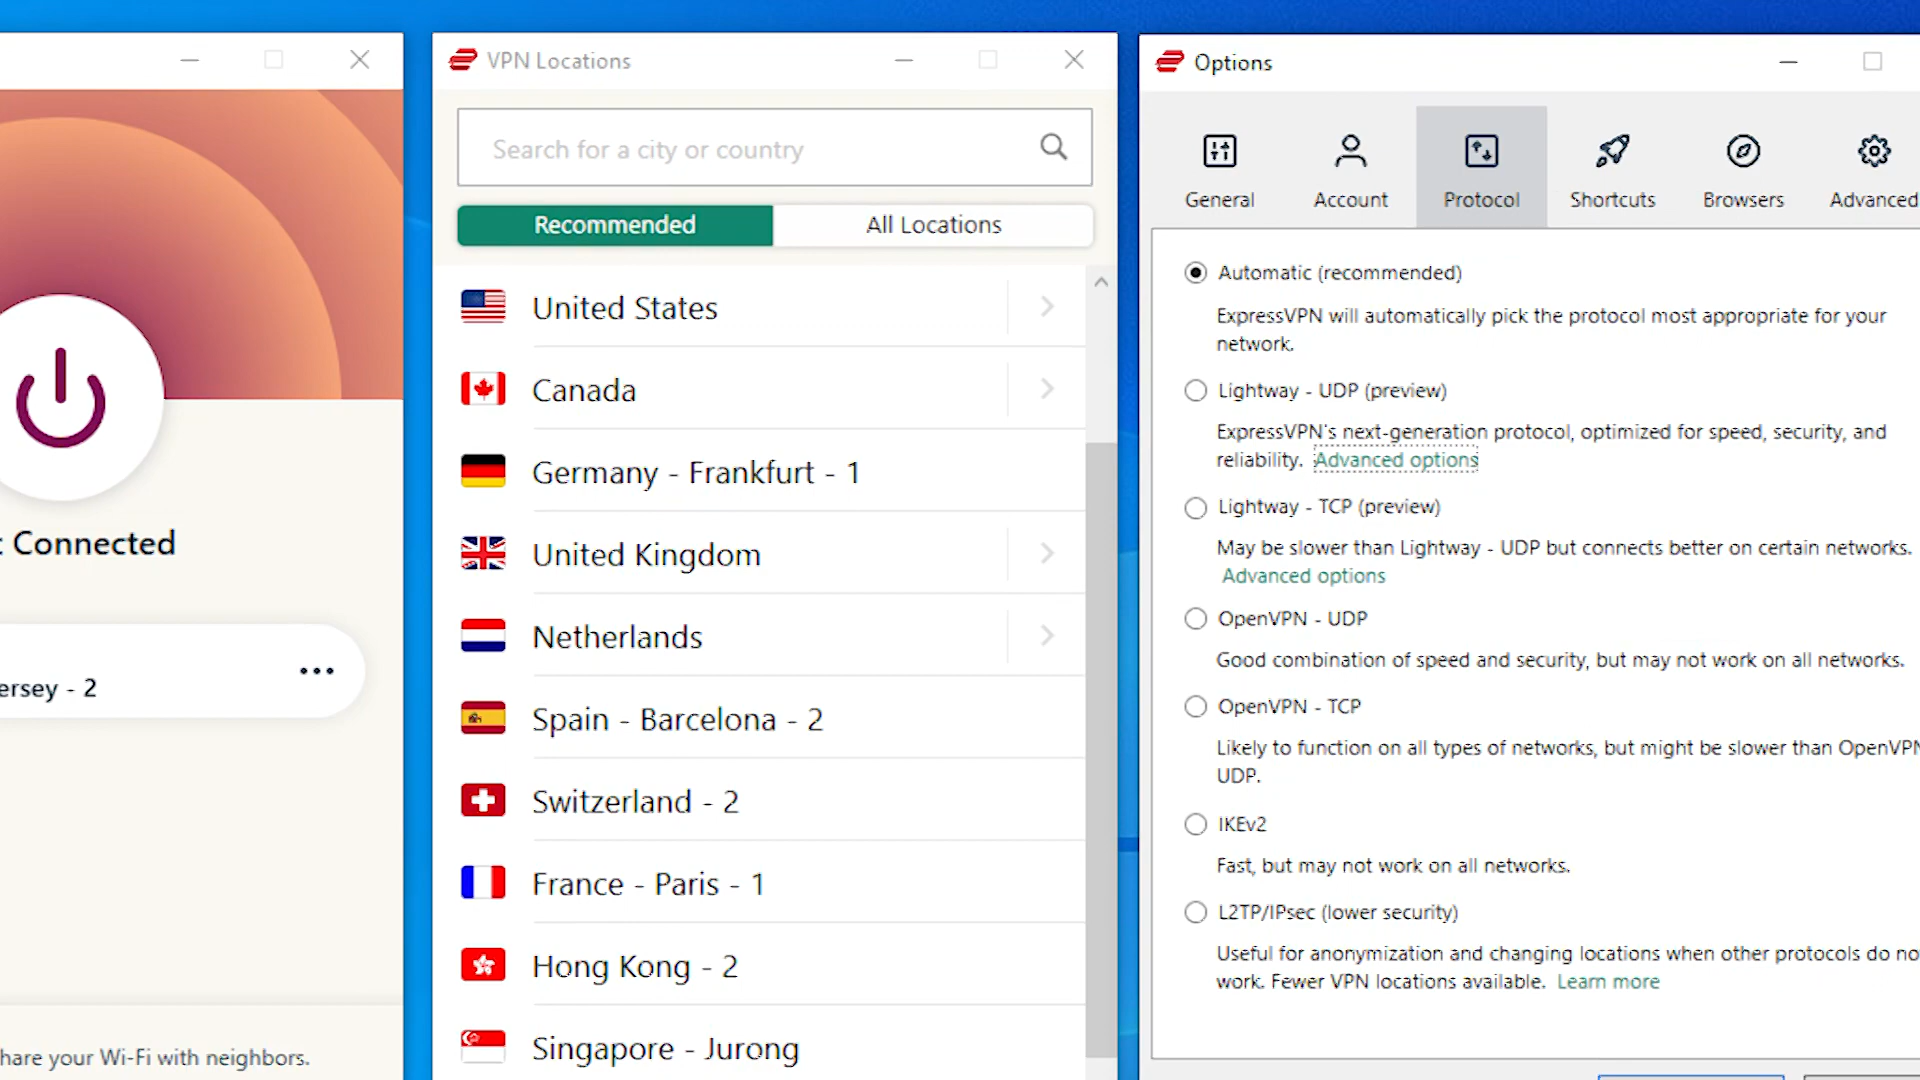 Connected
ersey - 2
hare your Wi-Fi with neighbors.
VPN Locations
Search for a city or country
Recommended
All Locations
United States
Canada
Germany - Frankfurt - 1
United Kingdom
Netherlands
Spain - Barcelona - 2
Switzerland - 2
France - Paris - 1
Hong Kong - 2
Singapore - Jurong
Options
General
Account
Protocol
Shortcuts
Browsers
Advanced
Automatic (recommended)
ExpressVPN will automatically pick the protocol most appropriate for your
network.
Lightway - UDP (preview)
ExpressVPN's next-generation protocol, optimized for speed, security, and
reliability. Advanced options
Lightway - TCP (preview)
May be slower than Lightway - UDP but connects better on certain networks.
Advanced options
OpenVPN - UDP
Good combination of speed and security, but may not work on all networks.
OpenVPN - TCP
Likely to function on all types of networks, but might be slower than OpenVPN
UDP.
IKEv2
Fast, but may not work on all networks.
L2TP/IPsec (lower security)
Useful for anonymization and changing locations when other protocols do no
work. Fewer VPN locations available. Learn more